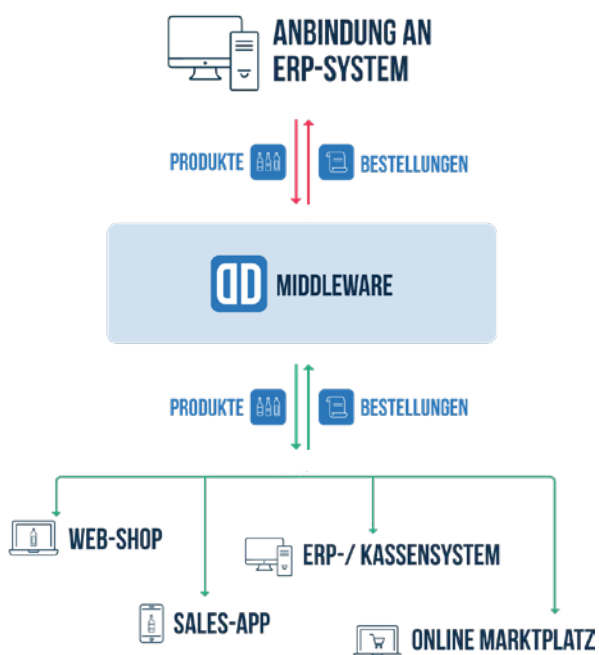 ANBINDUNG AN
ERP-SYSTEM
PRODUKTE
BESTELLUNGEN
MIDDLEWARE
PRODUKTE
BESTELLUNGEN
WEB-SHOP
ERP-/ KASSENSYSTEM
SALES-APP
ONLINE MARKTPLATZ